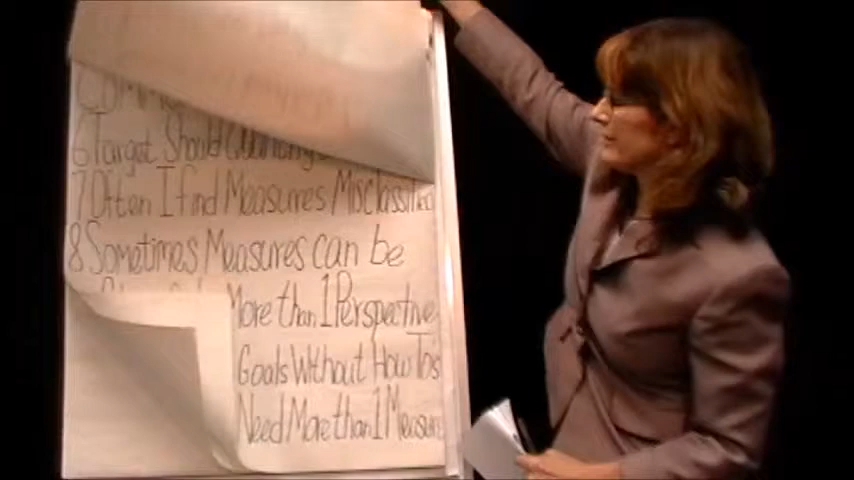 6 Target Should
7 Often I find Measures Misclassified
8 Sometimes Measures can be
More than 1 Perspective
Goals Without How Tos
Need More than 1 Measure